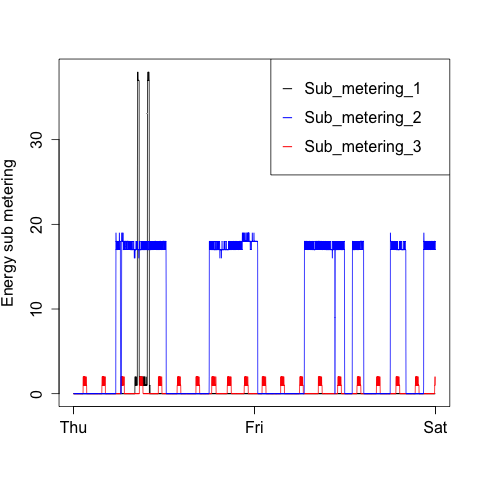 Sub_metering_1
Sub_metering_2
Sub_metering_3
Energy sub metering
30
20
10
0
Thu Fri Sat